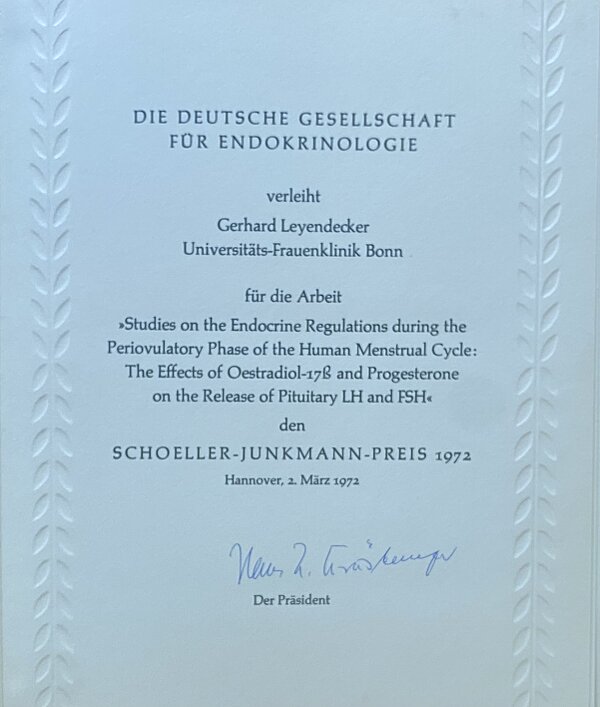 DIE DEUTSCHE GESELLSCHAFT
FÜR ENDOKRINOLOGIE
verleiht
Gerhard Leyendecker
Universitäts-Frauenklinik Bonn
für die Arbeit
»Studies on the Endocrine Regulations during the
Periovulatory Phase of the Human Menstrual Cycle:
The Effects of Oestradiol-17ß and Progesterone
on the Release of Pituitary LH and FSH«
den
SCHOELLER-JUNKMANN-PREIS 1972
Hannover, 2. März 1972
Der Präsident